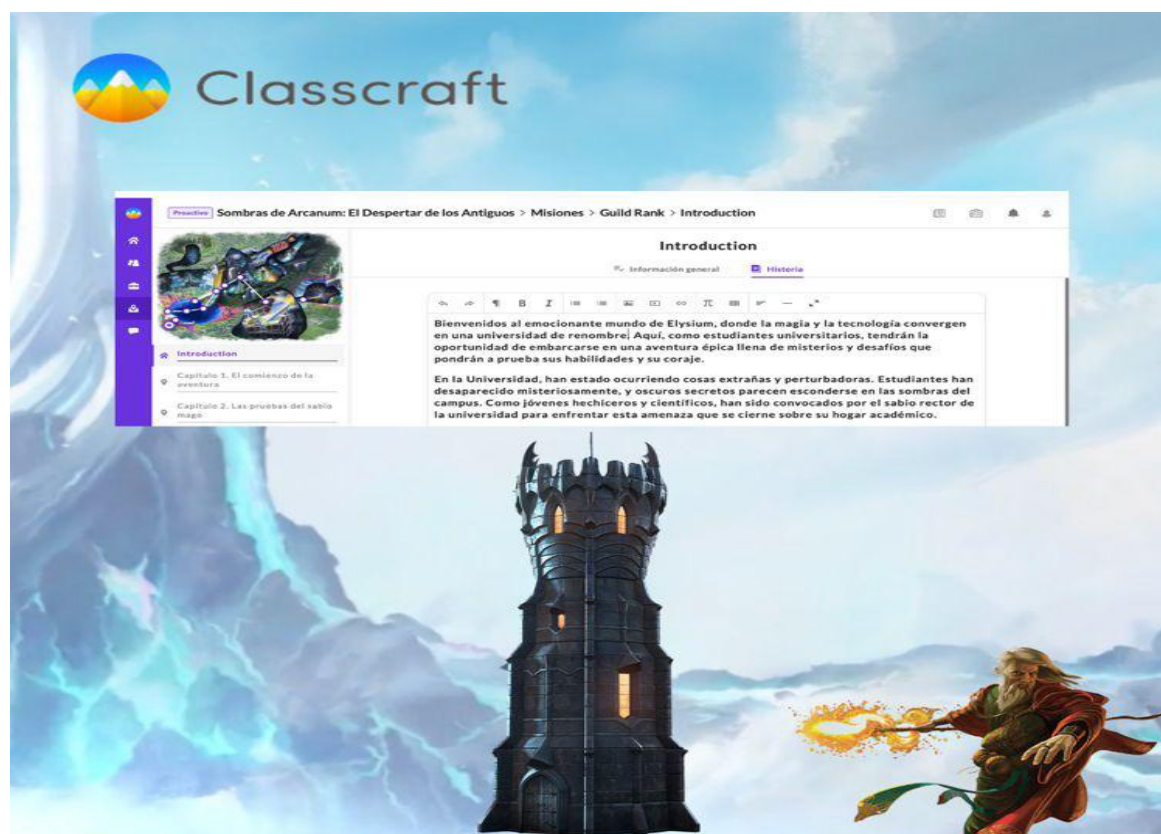 Classcraft
Proactivo Sombras de Arcanum: El Despertar de los Antiguos > Misiones > Guild Rank > Introduction
Introduction
Información general
Historia
Introduction
Capítulo 1. El comienzo de la
aventura
Capítulo 2. Las pruebas del sabio
mago
Bienvenidos al emocionante mundo de Elysium, donde la magia y la tecnología convergen
en una universidad de renombre. Aquí, como estudiantes universitarios, tendrán la
oportunidad de embarcarse en una aventura épica llena de misterios y desafíos que
pondrán a prueba sus habilidades y su coraje.
En la Universidad, han estado ocurriendo cosas extrañas y perturbadoras. Estudiantes han
desaparecido misteriosamente, y oscuros secretos parecen esconderse en las sombras del
campus. Como jóvenes hechiceros y científicos, han sido convocados por el sabio rector de
la universidad para enfrentar esta amenaza que se cierne sobre su hogar académico.